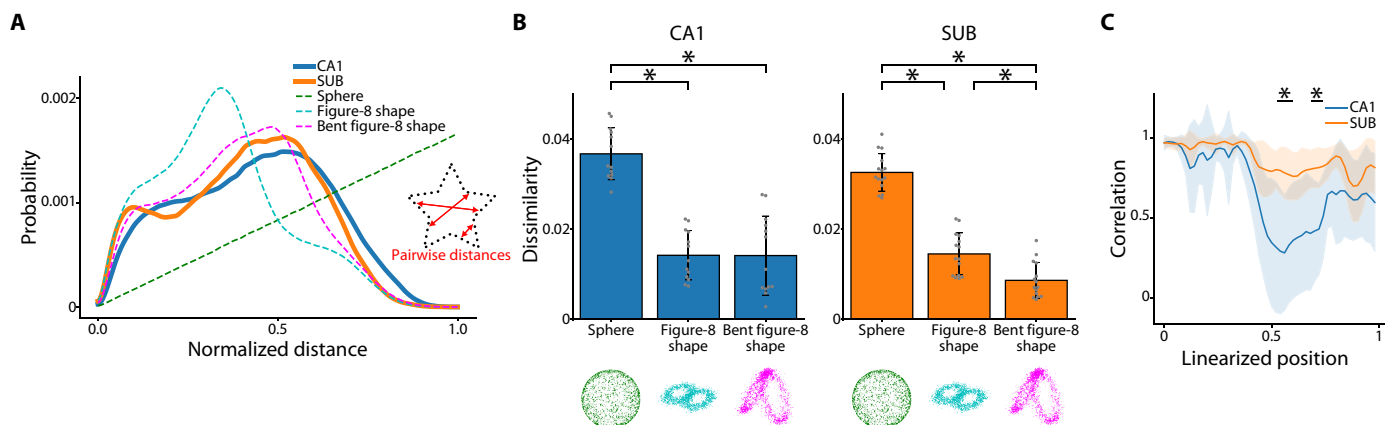 A
CA1
SUB
Sphere
Figure-8 shape
Bent figure-8 shape
0.002
0.001
0
Probability
0.0
0.5
1.0
Normalized distance
Pairwise distances
B
CA1
*
*
0.04
0.02
0
Dissimilarity
Sphere
Figure-8
shape
Bent figure-8
shape
SUB
*
*
*
0.04
0.02
0
Sphere
Figure-8
shape
Bent figure-8
shape
C
* *
CA1
SUB
1
0.5
0
Correlation
0
0.5
1
Linearized position